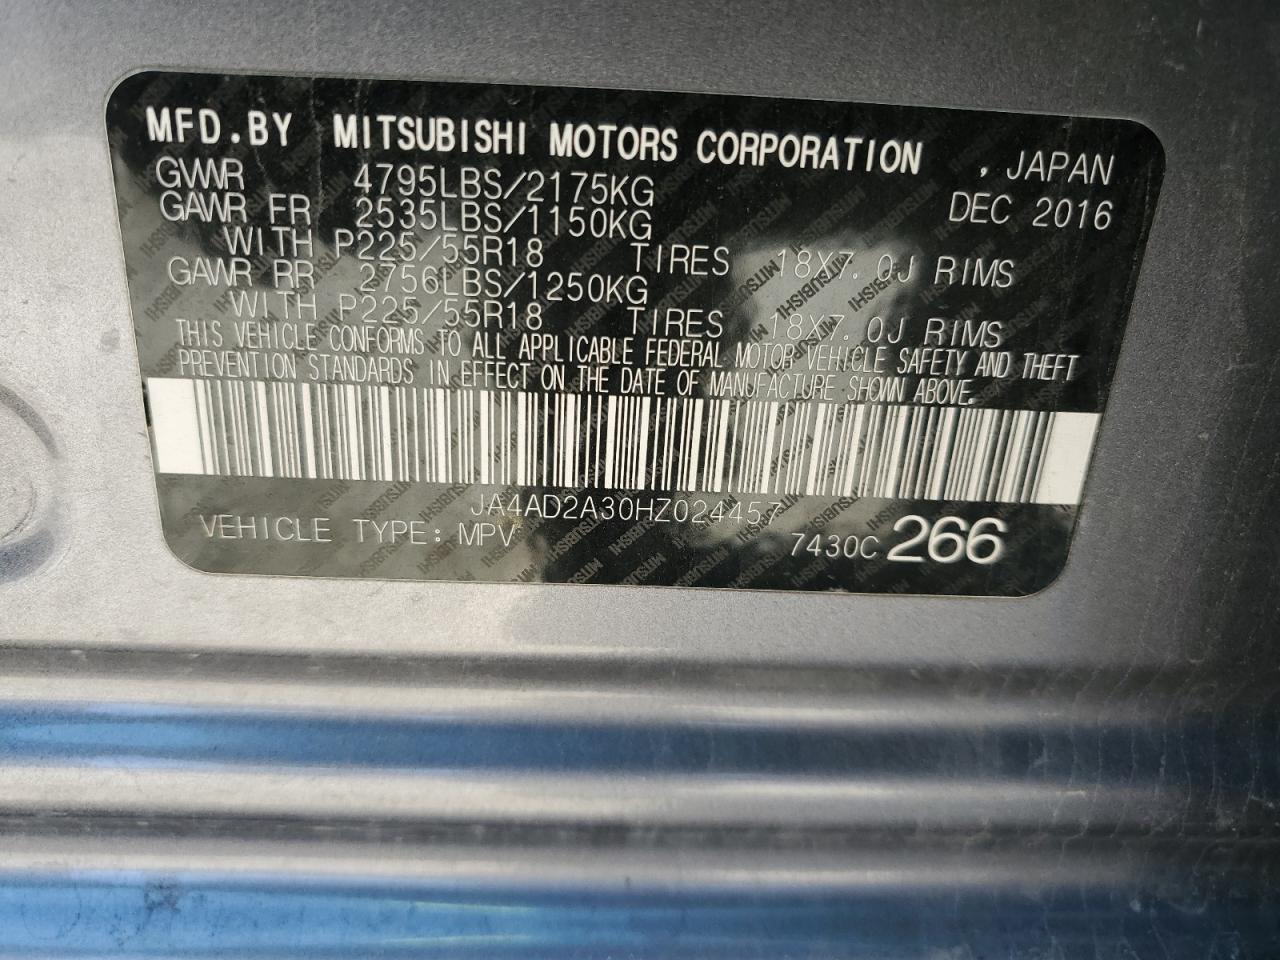 MFD.BY MITSUBISHI MOTORS CORPORATION , JAPAN
GVWR 4795LBS/2175KG DEC 2016
GAWR FR 2535LBS/1150KG
WITH P225/55R18 TIRES 18X7.0J RIMS
GAWR RR 2756LBS/1250KG
WITH P225/55R18 TIRES 18X7.0J RIMS
THIS VEHICLE CONFORMS TO ALL APPLICABLE FEDERAL MOTOR VEHICLE SAFETY AND THEFT
PREVENTION STANDARDS IN EFFECT ON THE DATE OF MANUFACTURE SHOWN ABOVE.
JA4AD2A30HZ024457
VEHICLE TYPE: MPV 7430C 266